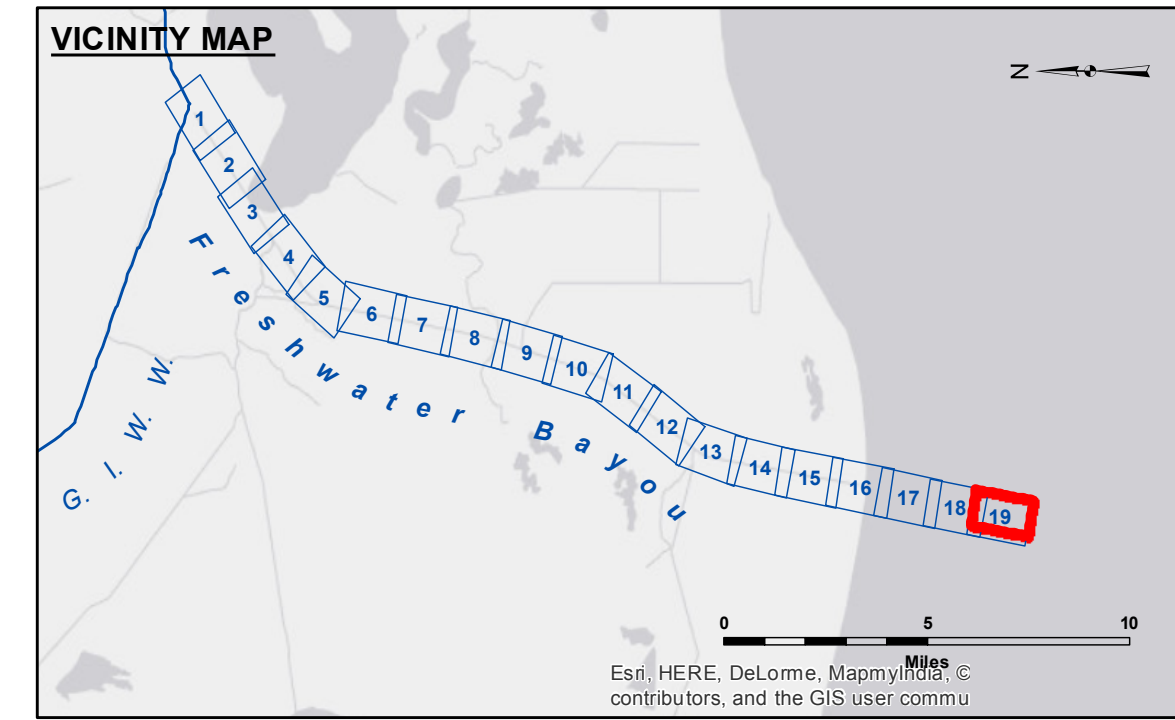 VICINITY MAP
N
1
2
3
4
5
6
7
8
9
10
11
12
13
14
15
16
17
18
19
Freshwater Bayou
G. I. W. W.
0 5 10
Miles
Esri, HERE, DeLorme, MapmyIndia, ©
contributors, and the GIS user commu